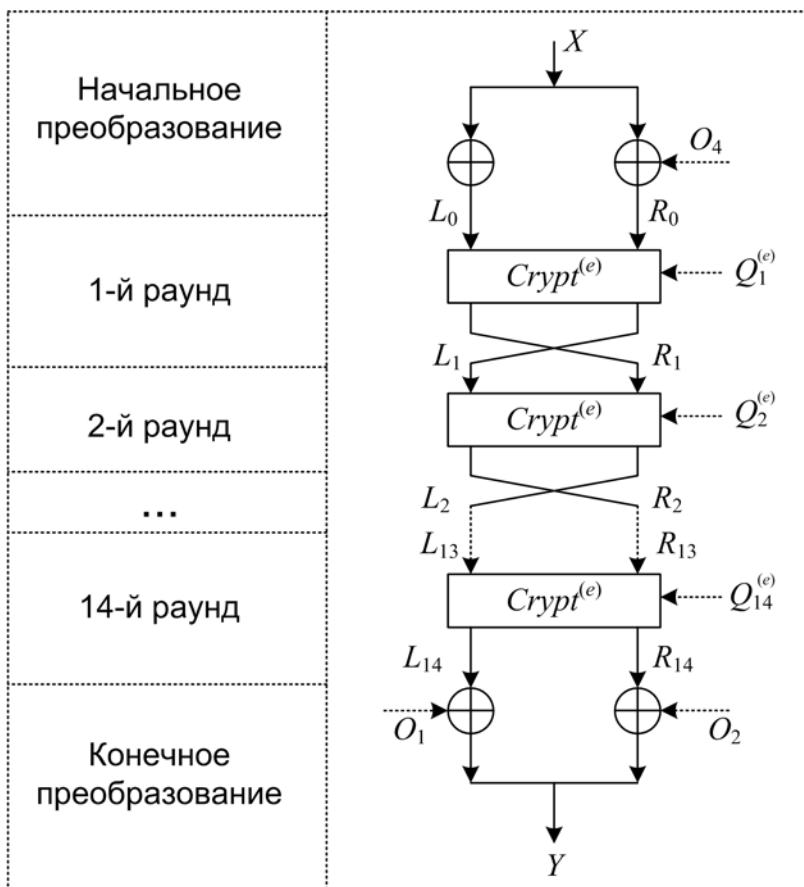 X
Начальное
преобразование
O₄
L₀ R₀
1-й раунд
Crypt⁽ᵉ⁾ Q₁⁽ᵉ⁾
L₁ R₁
2-й раунд
Crypt⁽ᵉ⁾ Q₂⁽ᵉ⁾
L₂ R₂
...
L₁₃ R₁₃
14-й раунд
Crypt⁽ᵉ⁾ Q₁₄⁽ᵉ⁾
L₁₄ R₁₄
O₁ O₂
Конечное
преобразование
Y